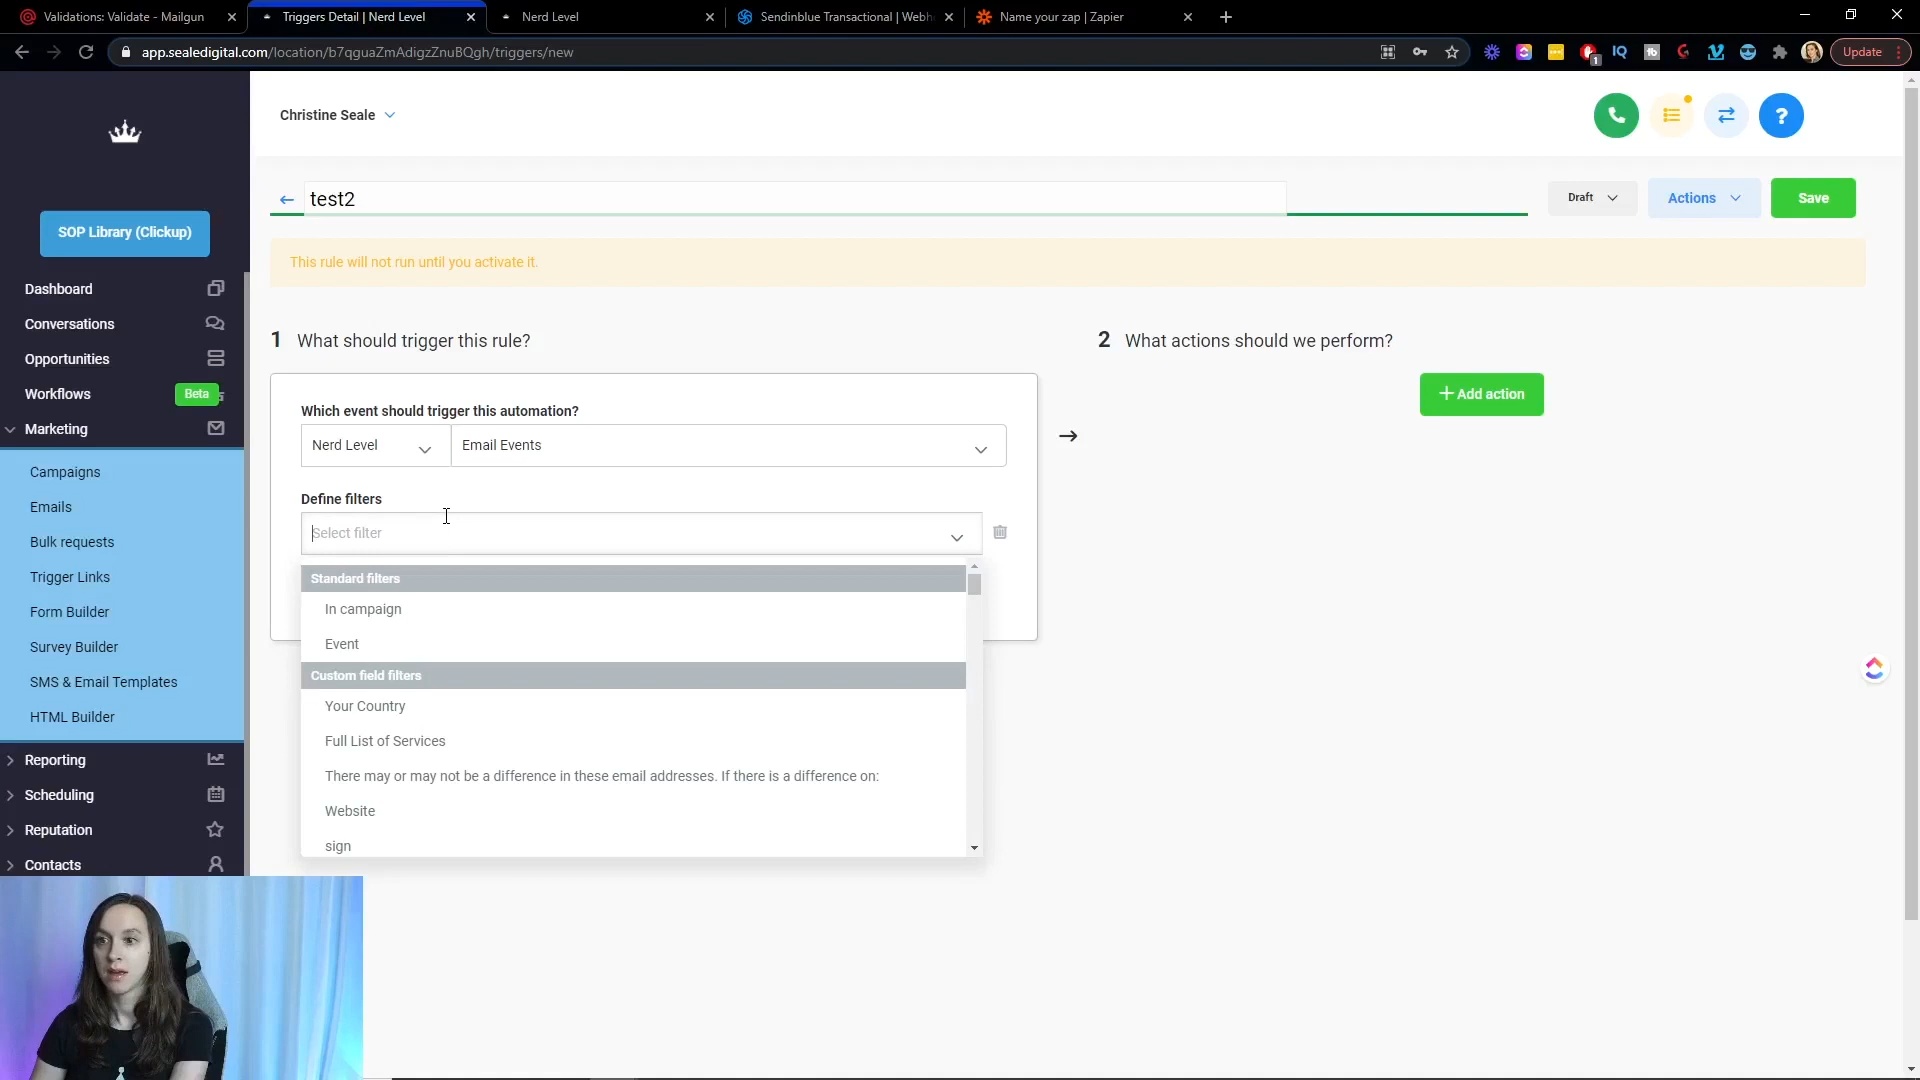 Validations: Validate - Mailgun
Triggers Detail | Nerd Level
Nerd Level
Sendinblue Transactional | Webh
Name your zap | Zapier
app.sealedigital.com/location/b7qguaZmAdigzZnuBQgh/triggers/new
1
IQ
tb
Update
Christine Seale
?
SOP Library (Clickup)
test2
Draft
Actions
Save
This rule will not run until you activate it.
Dashboard
Conversations
Opportunities
Workflows
Beta
Marketing
Campaigns
Emails
Bulk requests
Trigger Links
Form Builder
Survey Builder
SMS & Email Templates
HTML Builder
Reporting
Scheduling
Reputation
Contacts
1 What should trigger this rule?
Which event should trigger this automation?
Nerd Level
Email Events
Define filters
Select filter
Standard filters
In campaign
Event
Custom field filters
Your Country
Full List of Services
There may or may not be a difference in these email addresses. If there is a difference on:
Website
sign
2 What actions should we perform?
+ Add action